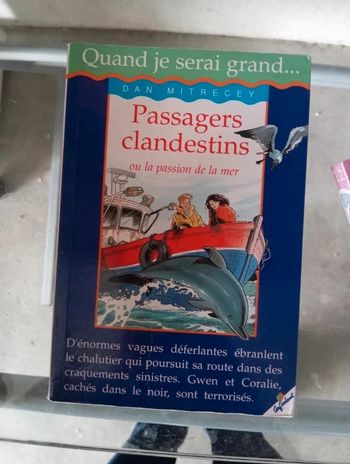 Quand je serai grand...
DAN MITRECEY
Passagers
clandestins
ou la passion de la mer
D'énormes vagues déferlantes ébranlent
le chalutier qui poursuit sa route dans des
craquements sinistres. Gwen et Coralie,
cachés dans le noir, sont terrorisés.